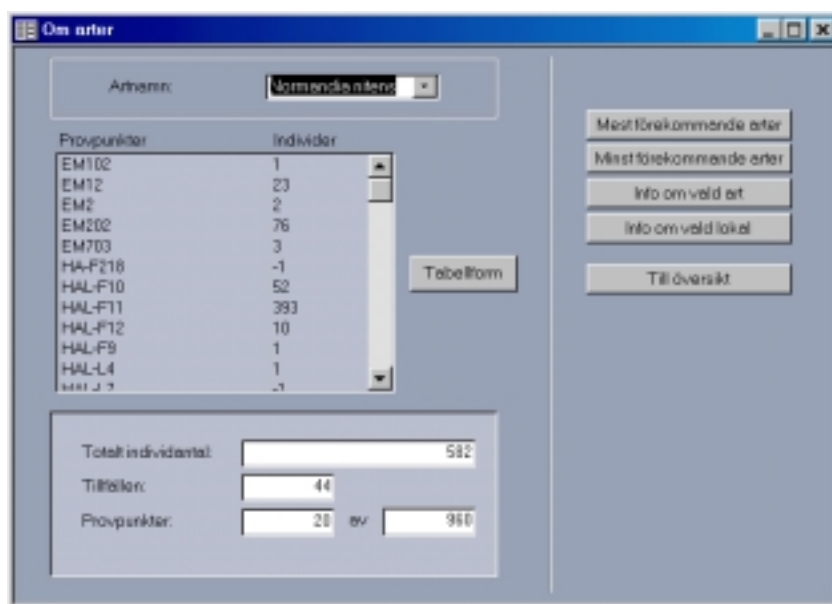 Om arter
Artnamn: Normandia nitens
Provpunkter Individer
EM102 1
EM12 23
EM2 2
EM202 76
EM703 3
HA-F218 -1
HAL-F10 52
HAL-F11 393
HAL-F12 10
HAL-F9 1
HAL-L4 1
HAL-L7 -1
Tabellform
Totalt individantal: 582
Tillfällen: 44
Provpunkter: 20 av 960
Mest förekommande arter
Minst förekommande arter
Info om vald art
Info om vald lokal
Till översikt